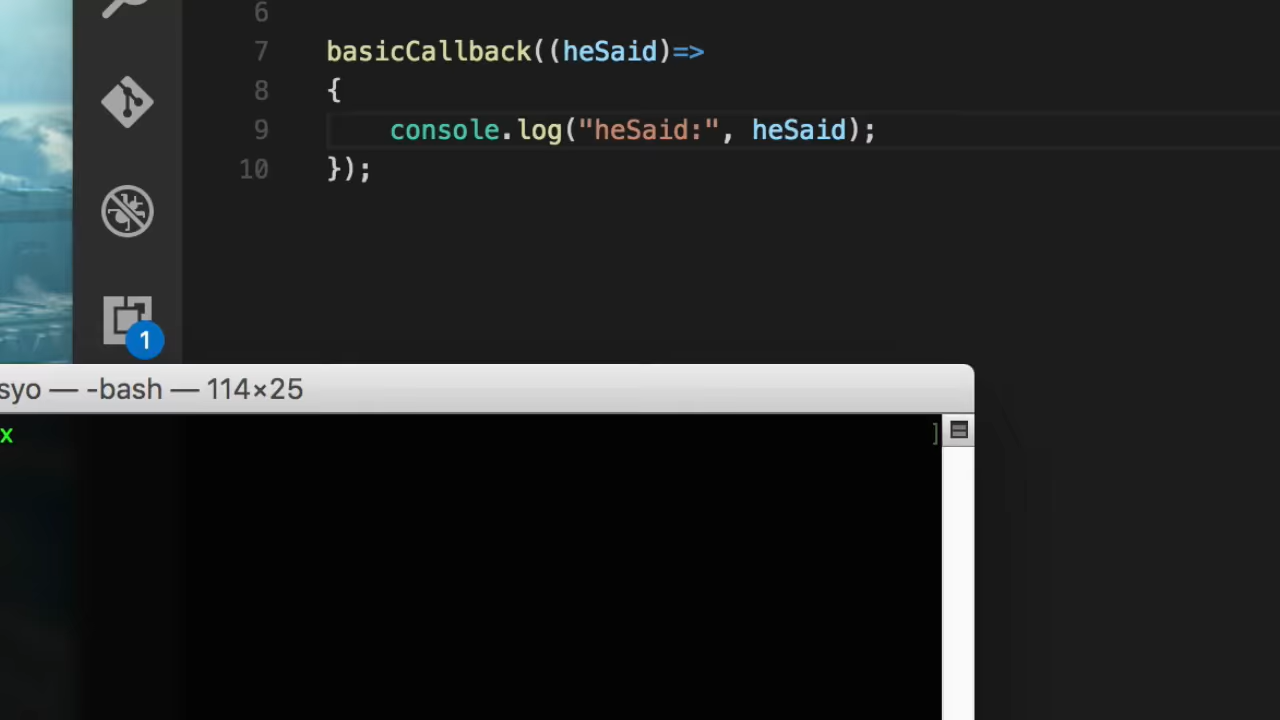 6
7 basicCallback((heSaid)=>
8 {
9 console.log("heSaid:", heSaid);
10 });
1
syo — -bash — 114×25
x ]